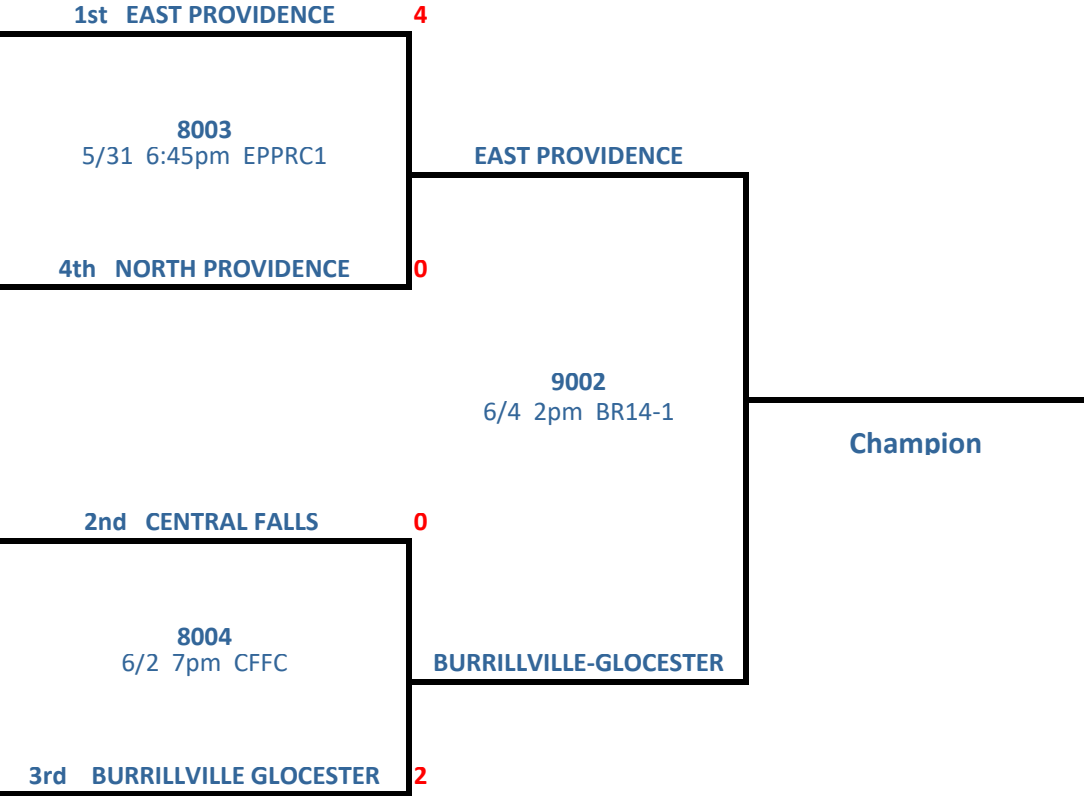 1st EAST PROVIDENCE 4
8003
5/31 6:45pm EPPRC1
EAST PROVIDENCE
4th NORTH PROVIDENCE 0
9002
6/4 2pm BR14-1
Champion
2nd CENTRAL FALLS 0
8004
6/2 7pm CFFC
BURRILLVILLE-GLOCESTER
3rd BURRILLVILLE GLOCESTER 2